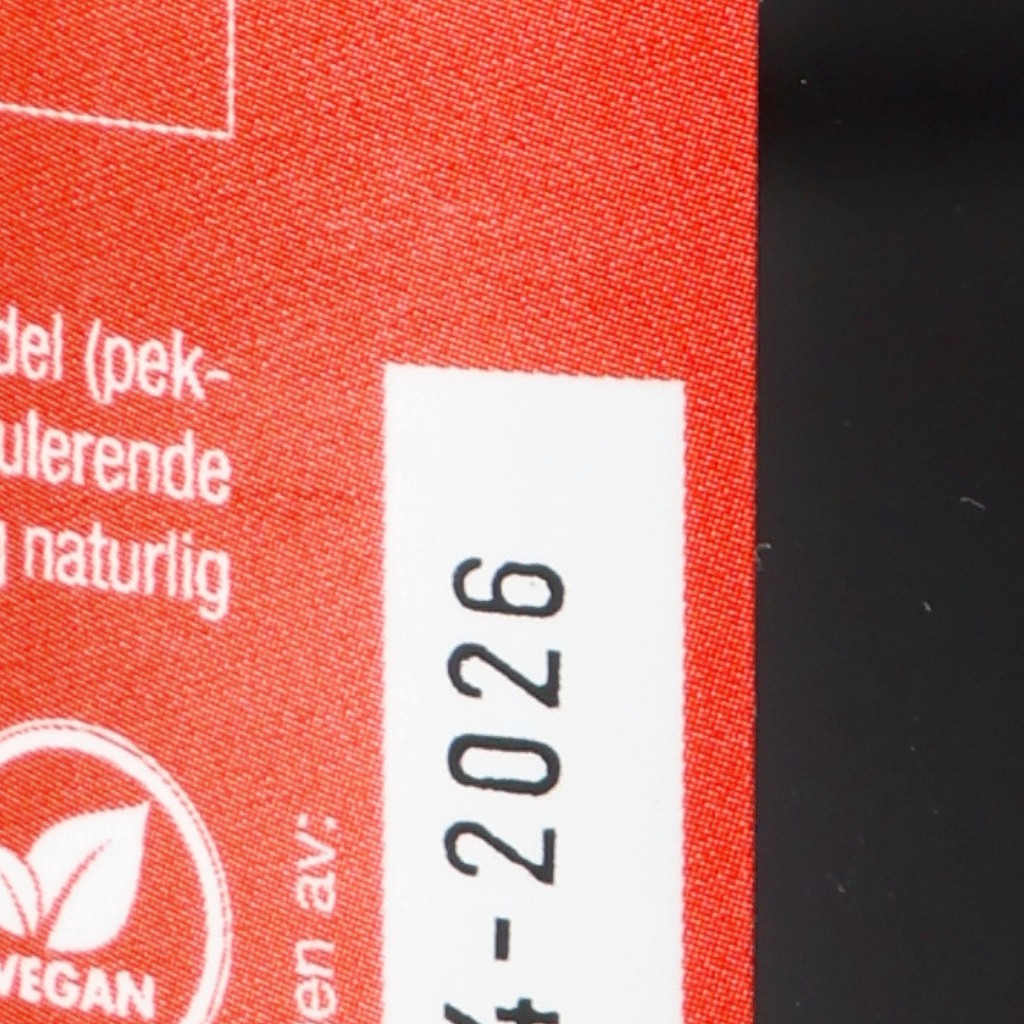 del (pek-
ulerende
naturlig
VEGAN
en av:
-2026